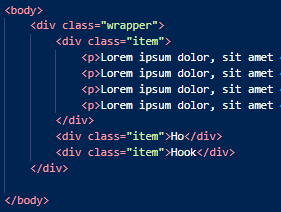 <body>
<div class="wrapper">
<div class="item">
<p>Lorem ipsum dolor, sit amet
<p>Lorem ipsum dolor, sit amet
<p>Lorem ipsum dolor, sit amet
<p>Lorem ipsum dolor, sit amet
</div>
<div class="item">Ho</div>
<div class="item">Hook</div>
</div>
</body>